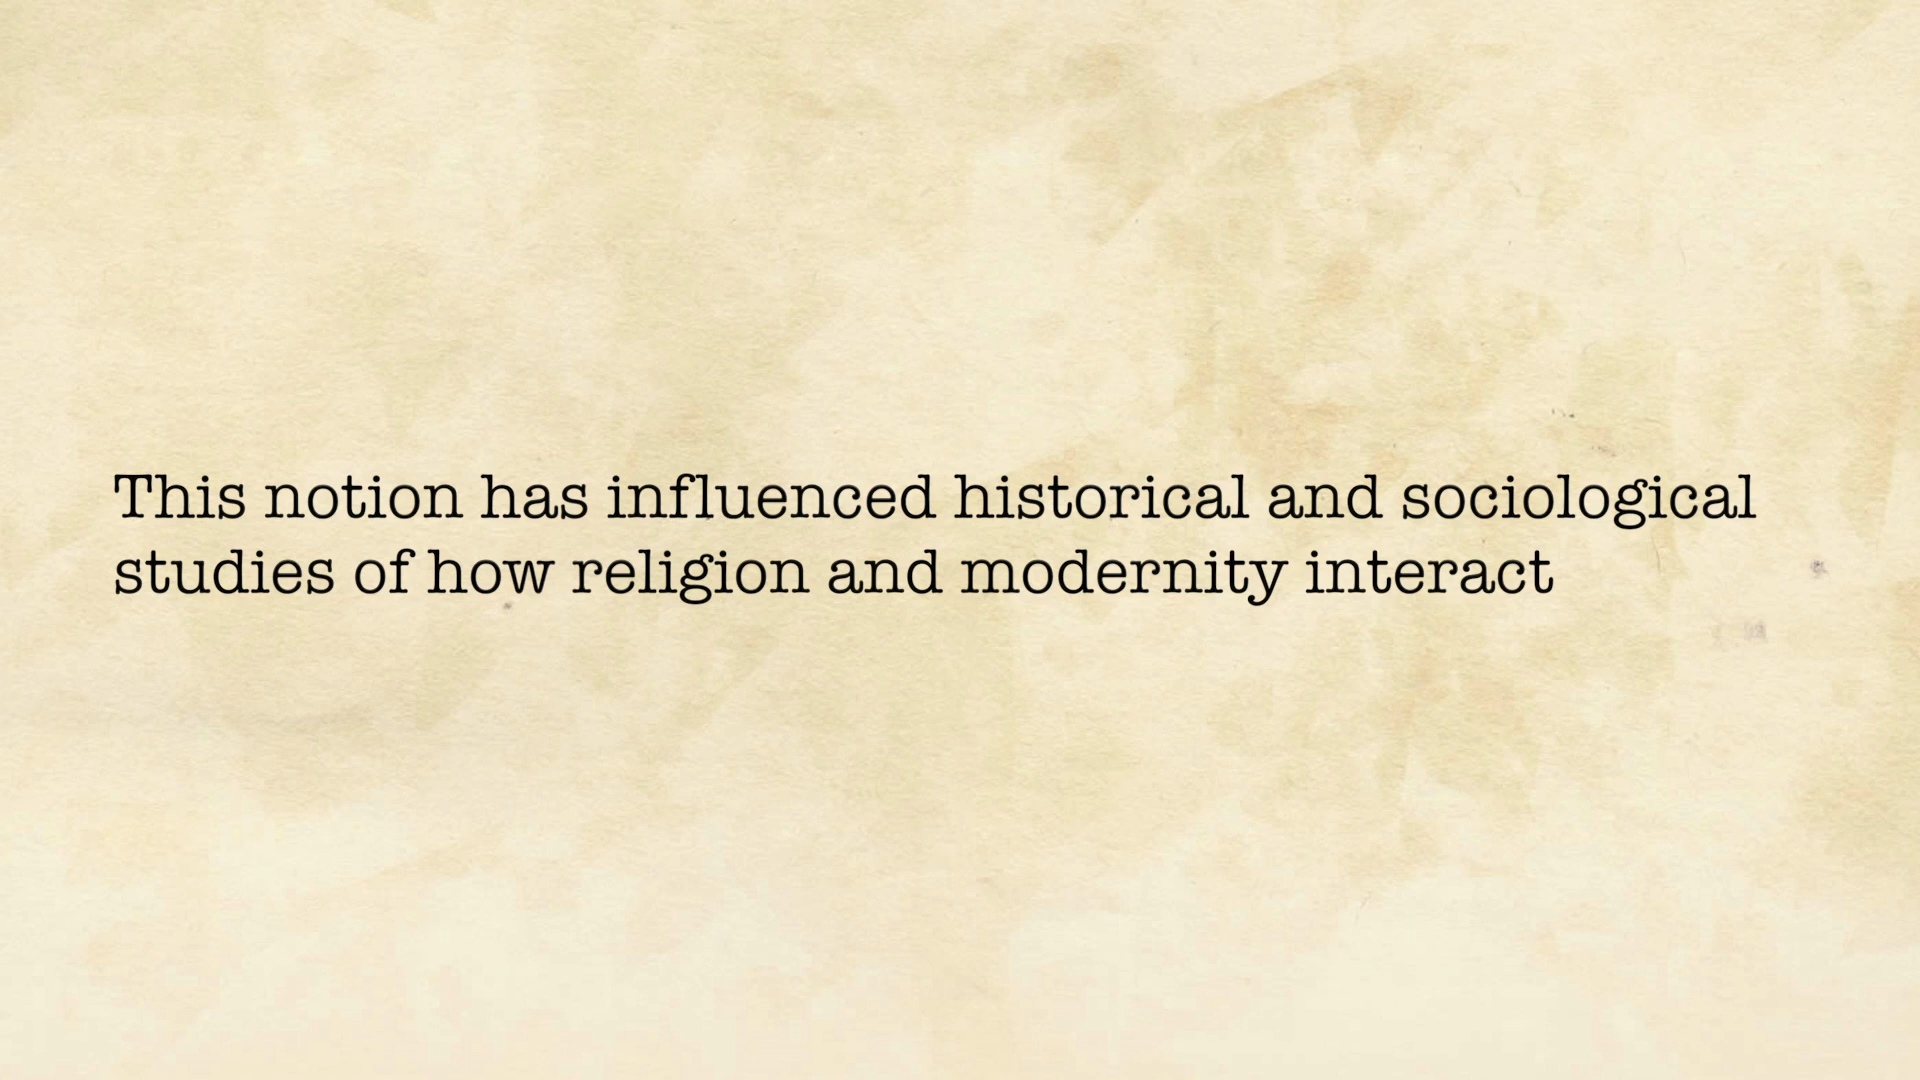 This notion has influenced historical and sociological
studies of how religion and modernity interact